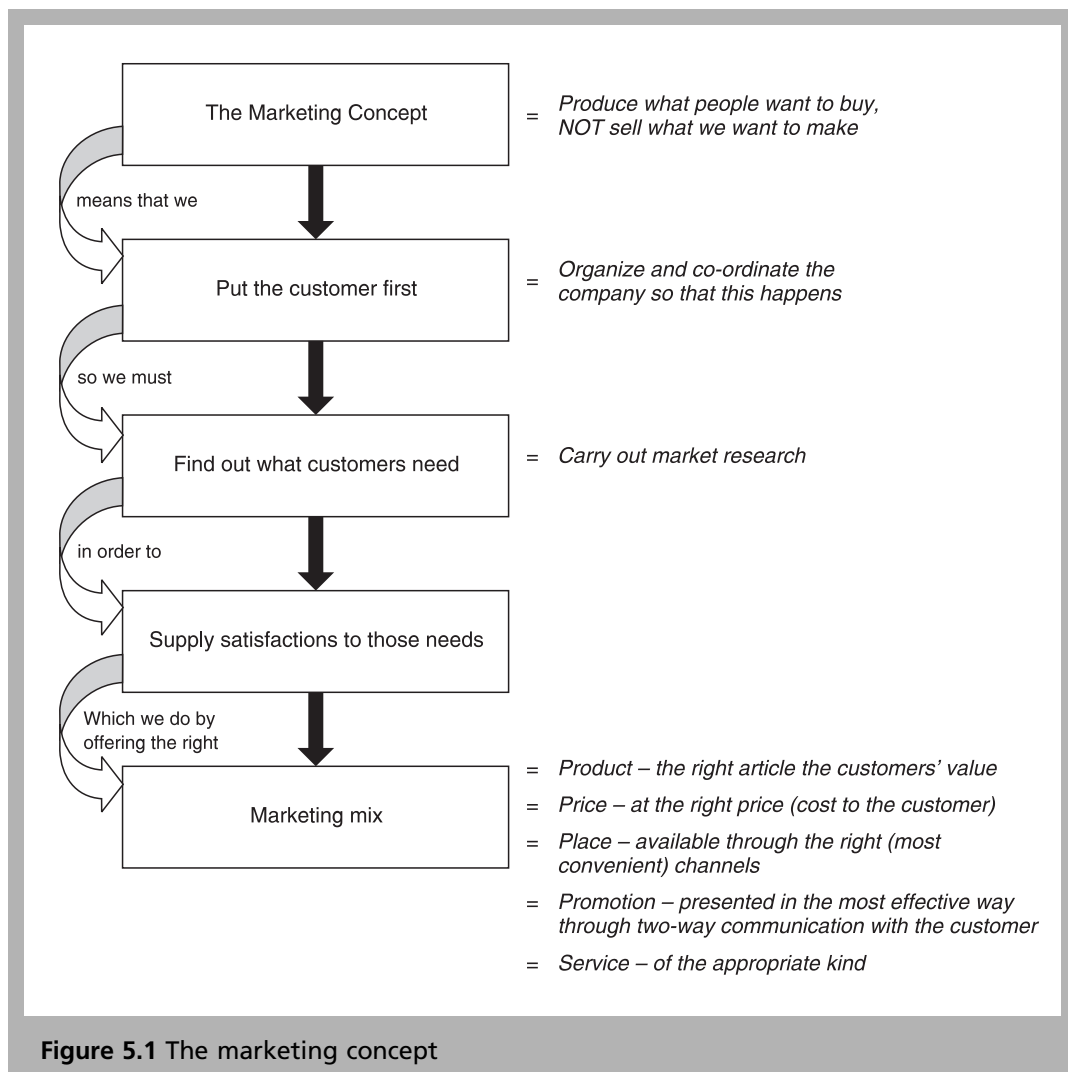 The Marketing Concept
= Produce what people want to buy,
NOT sell what we want to make
means that we
Put the customer first
= Organize and co-ordinate the
company so that this happens
so we must
Find out what customers need
= Carry out market research
in order to
Supply satisfactions to those needs
Which we do by
offering the right
Marketing mix
= Product – the right article the customers’ value
= Price – at the right price (cost to the customer)
= Place – available through the right (most
convenient) channels
= Promotion – presented in the most effective way
through two-way communication with the customer
= Service – of the appropriate kind
Figure 5.1 The marketing concept